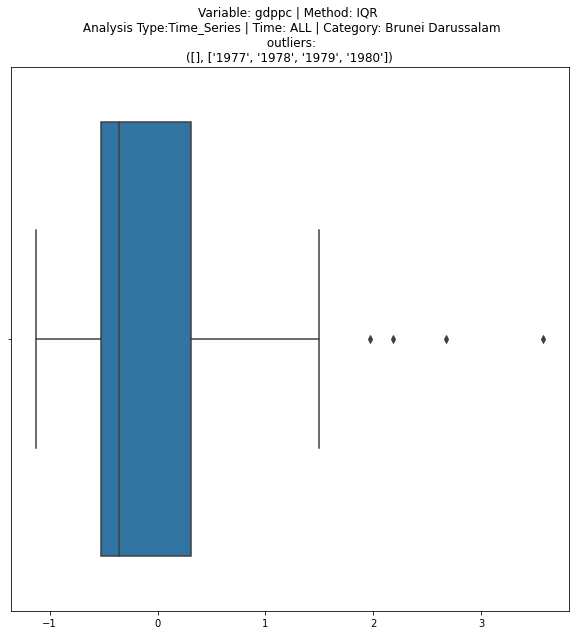 Variable: gdppc | Method: IQR
Analysis Type:Time_Series | Time: ALL | Category: Brunei Darussalam
outliers:
([], ['1977', '1978', '1979', '1980'])
−1 0 1 2 3